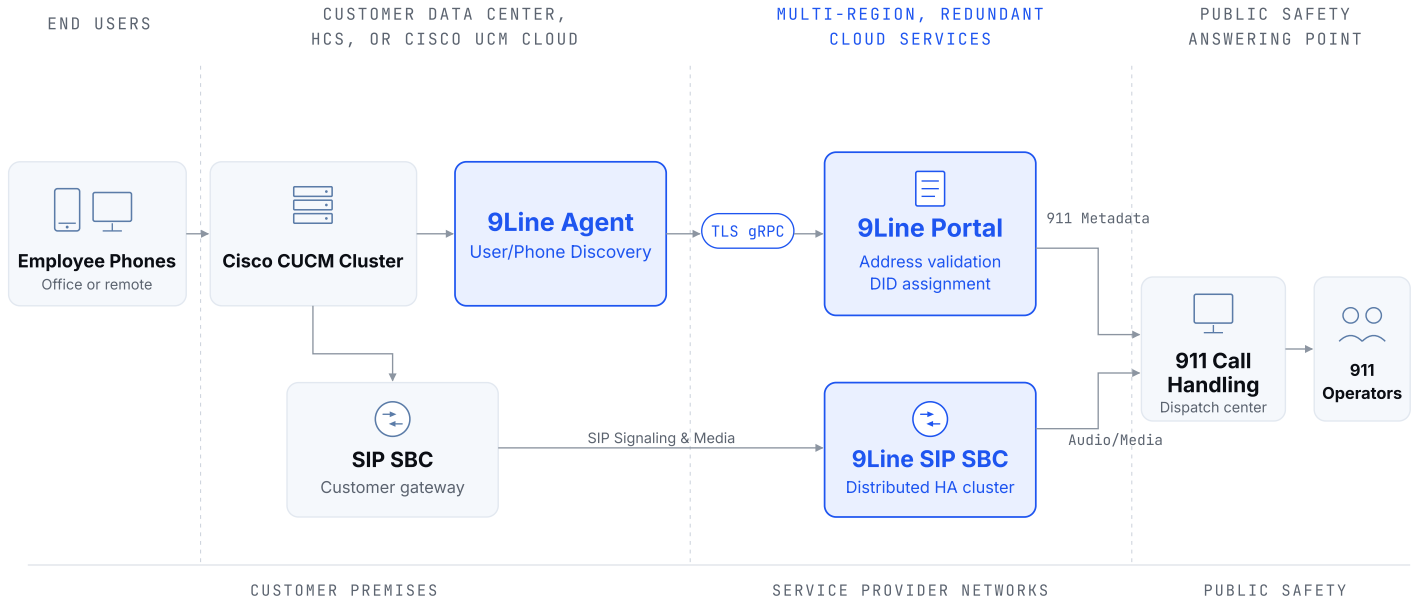 END USERS
CUSTOMER DATA CENTER,
HCS, OR CISCO UCM CLOUD
MULTI-REGION, REDUNDANT
CLOUD SERVICES
PUBLIC SAFETY
ANSWERING POINT
Employee Phones
Office or remote
Cisco CUCM Cluster
9Line Agent
User/Phone Discovery
TLS gRPC
9Line Portal
Address validation
DID assignment
911 Metadata
911 Call
Handling
Dispatch center
911
Operators
SIP SBC
Customer gateway
SIP Signaling & Media
9Line SIP SBC
Distributed HA cluster
Audio/Media
CUSTOMER PREMISES
SERVICE PROVIDER NETWORKS
PUBLIC SAFETY